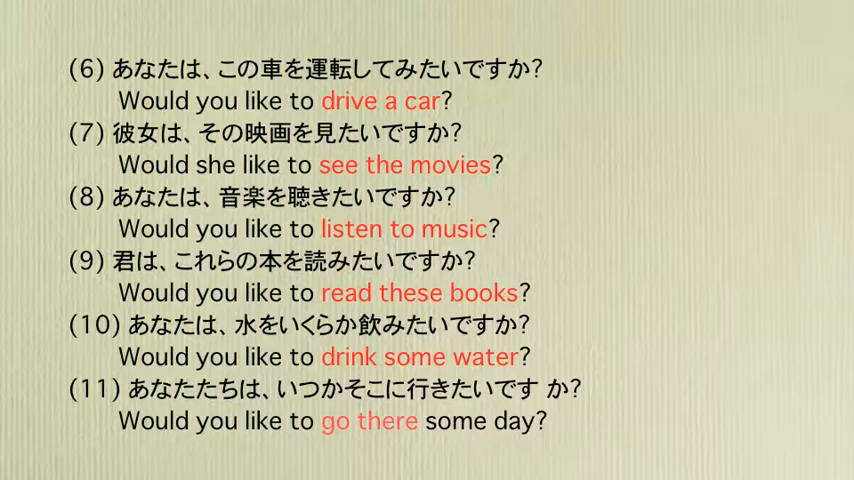 (6) あなたは、この車を運転してみたいですか?
Would you like to drive a car?
(7) 彼女は、その映画を見たいですか?
Would she like to see the movies?
(8) あなたは、音楽を聴きたいですか?
Would you like to listen to music?
(9) 君は、これらの本を読みたいですか?
Would you like to read these books?
(10) あなたは、水をいくらか飲みたいですか?
Would you like to drink some water?
(11) あなたたちは、いつかそこに行きたいです か?
Would you like to go there some day?